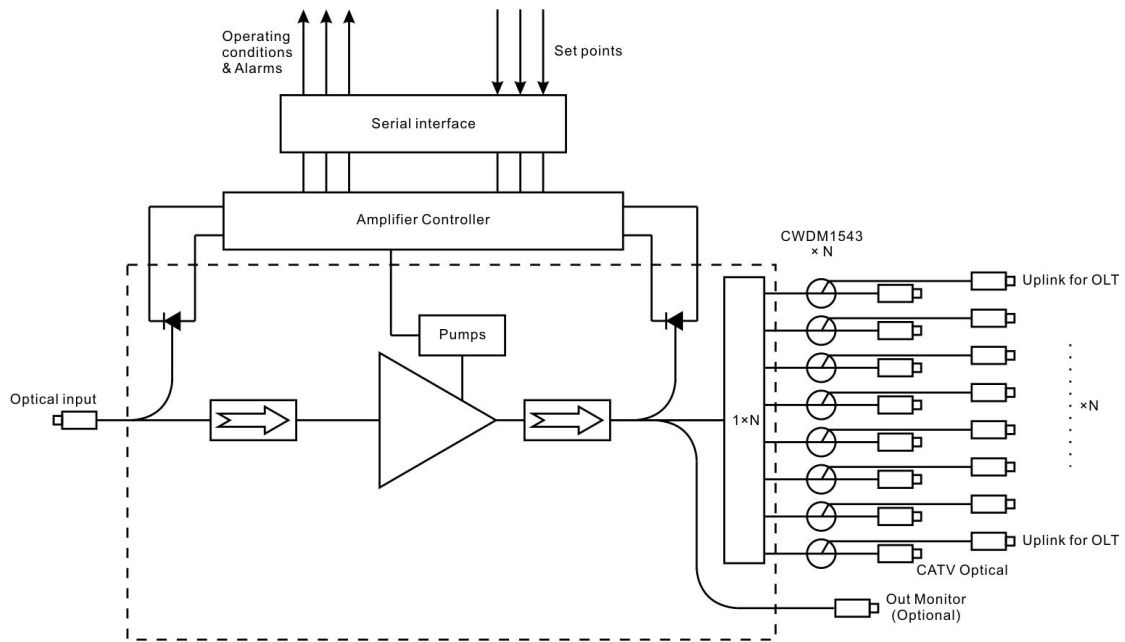 Operating
conditions
& Alarms
Set points
Serial interface
Amplifier Controller
CWDM1543
× N
Uplink for OLT
Pumps
Optical input
1×N
×N
Uplink for OLT
CATV Optical
Out Monitor
(Optional)